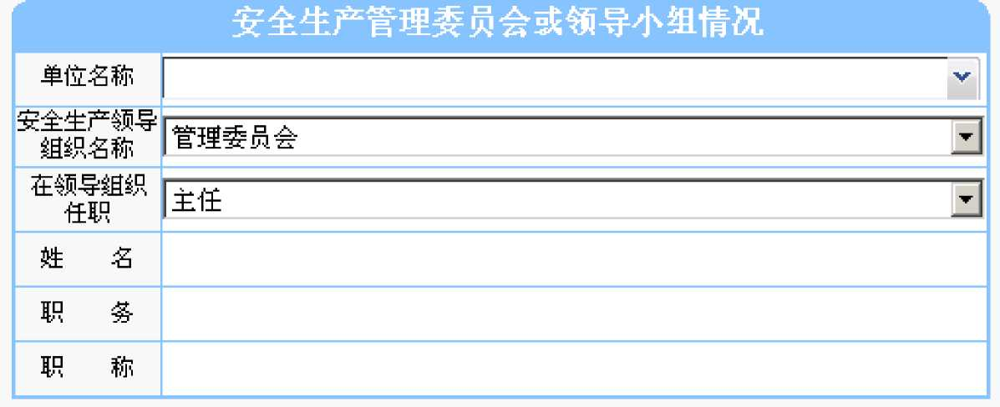 安全生产管理委员会或领导小组情况
单位名称
安全生产领导
组织名称
管理委员会
在领导组织
任职
主任
姓 名
职 务
职 称